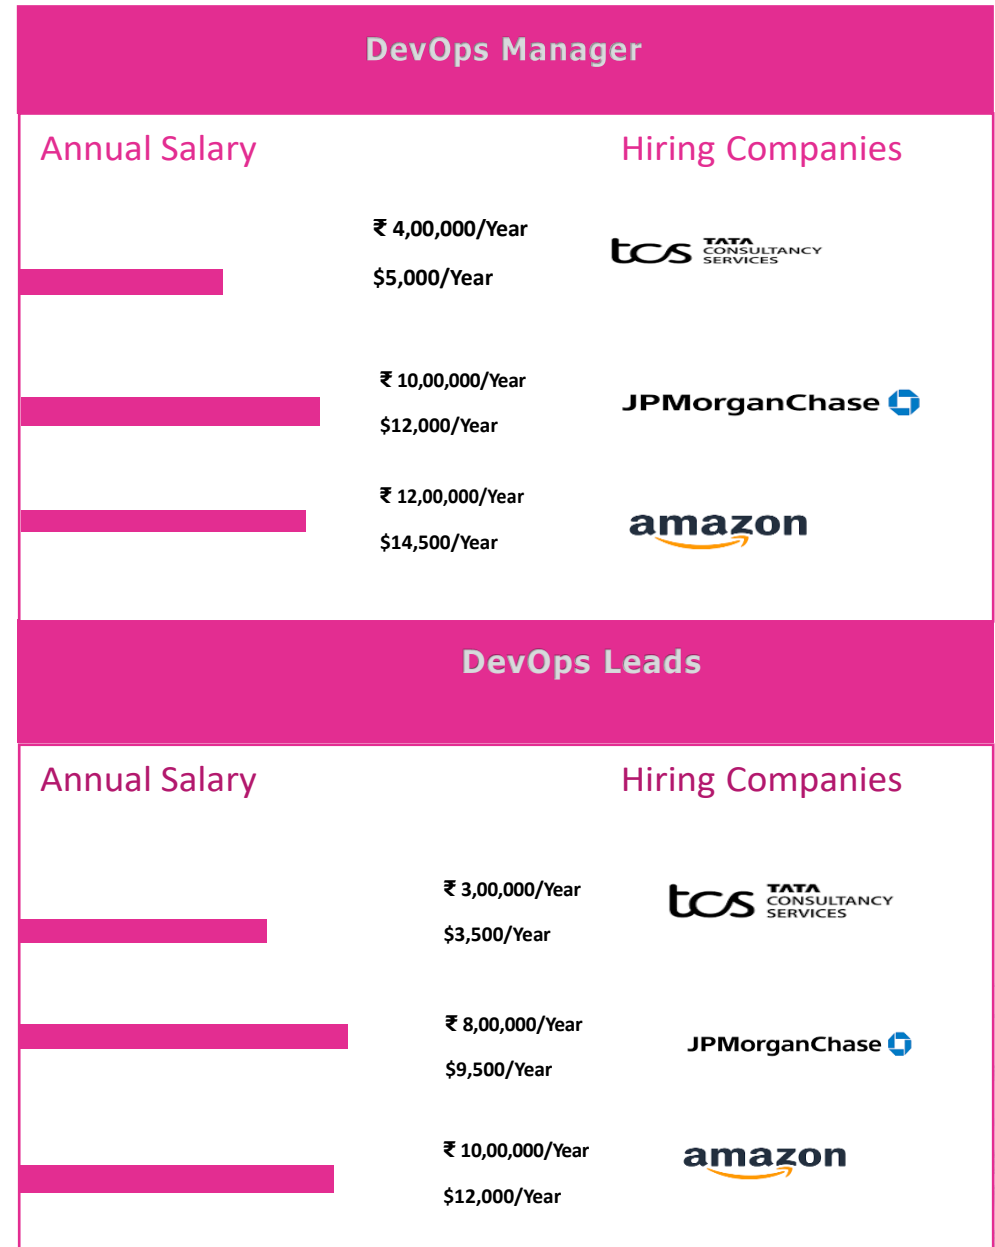 DevOps Manager
Annual Salary
Hiring Companies
₹ 4,00,000/Year
$5,000/Year
tcs TATA
CONSULTANCY
SERVICES
₹ 10,00,000/Year
$12,000/Year
JPMorganChase
₹ 12,00,000/Year
$14,500/Year
amazon
DevOps Leads
Annual Salary
Hiring Companies
₹ 3,00,000/Year
$3,500/Year
tcs TATA
CONSULTANCY
SERVICES
₹ 8,00,000/Year
$9,500/Year
JPMorganChase
₹ 10,00,000/Year
$12,000/Year
amazon